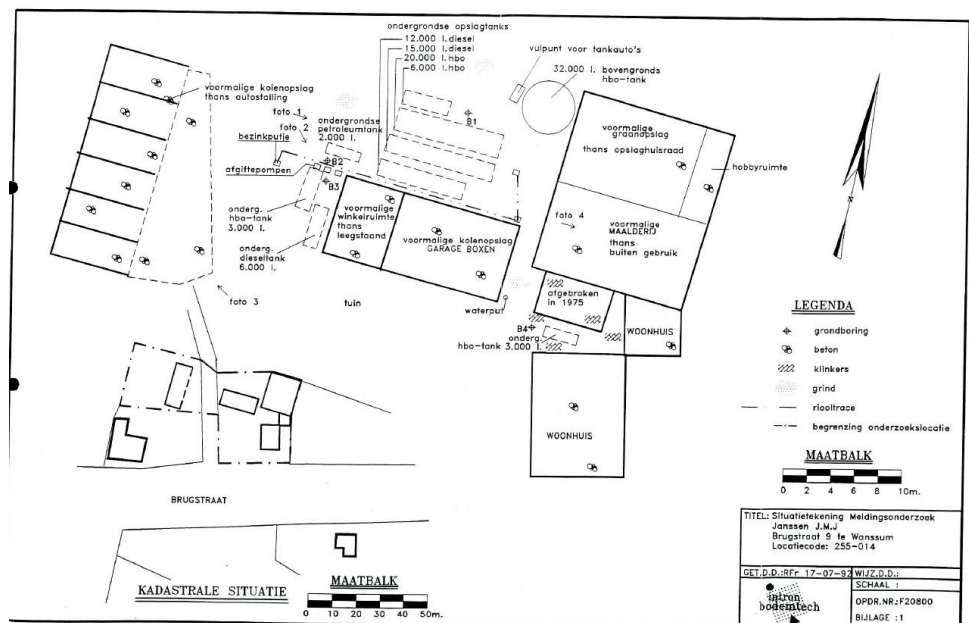 ondergrondse opslagtanks
12.000 l.diesel
15.000 l.diesel
20.000 l.hbo
6.000 l.hbo
vulpunt voor tankauto's
32.000 l. bovengronds
hbo-tank
voormalige kolenopslag
thans autostalling
foto 1
foto 2
bezinkputje
ondergrondse
petroleumtank
2.000 l.
B1
B2
afgiftepompen
B3
voormalige
graanopslag
thans opslaghuisraad
hobbyruimte
onderg.
hbo-tank
3.000 l.
onderg.
dieseltank
6.000 l.
voormalige
winkelruimte
thans
leegstaand
voormalige kolenopslag
GARAGE BOXEN
foto 4
voormalig
MAALDERIJ
thans
buiten gebruik
foto 3
tuin
waterput
afgebroken
in 1975
B4
onderg.
hbo-tank 3.000 l.
WOONHUIS
WOONHUIS
N
LEGENDA
grondboring
beton
klinkers
grind
riooltrace
begrenzing onderzoekslocatie
MAATBALK
0 2 4 6 8 10m.
BRUGSTRAAT
KADASTRALE SITUATIE
MAATBALK
0 10 20 30 40 50m.
TITEL: Situatietekening Meldingsonderzoek
Janssen J.M.J
Brugstraat 9 te Wanssum
Locatiecode: 255-014
GET.D.D.:RFr 17-07-92 WIJZ.D.D.:
SCHAAL :
intron
bodemtech
OPDR.NR.:F20800
BIJLAGE :1